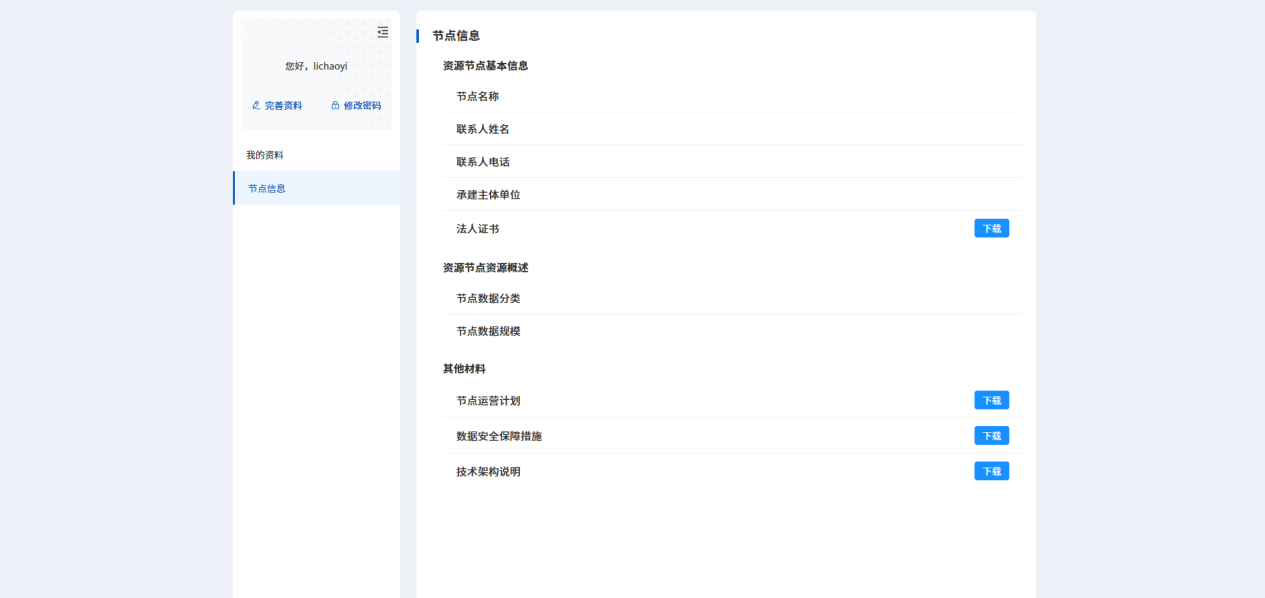 您好，lichaoyi
完善资料 修改密码
我的资料
节点信息
节点信息
资源节点基本信息
节点名称
联系人姓名
联系人电话
承建主体单位
法人证书 下载
资源节点资源概述
节点数据分类
节点数据规模
其他材料
节点运营计划 下载
数据安全保障措施 下载
技术架构说明 下载